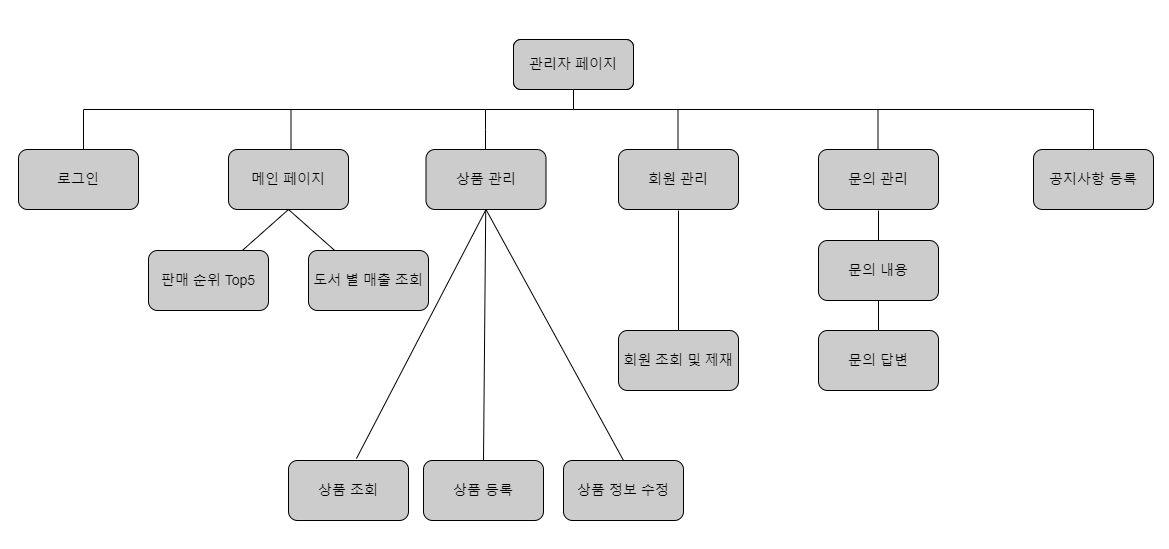 관리자 페이지
로그인
메인 페이지
상품 관리
회원 관리
문의 관리
공지사항 등록
판매 순위 Top5
도서 별 매출 조회
문의 내용
회원 조회 및 제재
문의 답변
상품 조회
상품 등록
상품 정보 수정